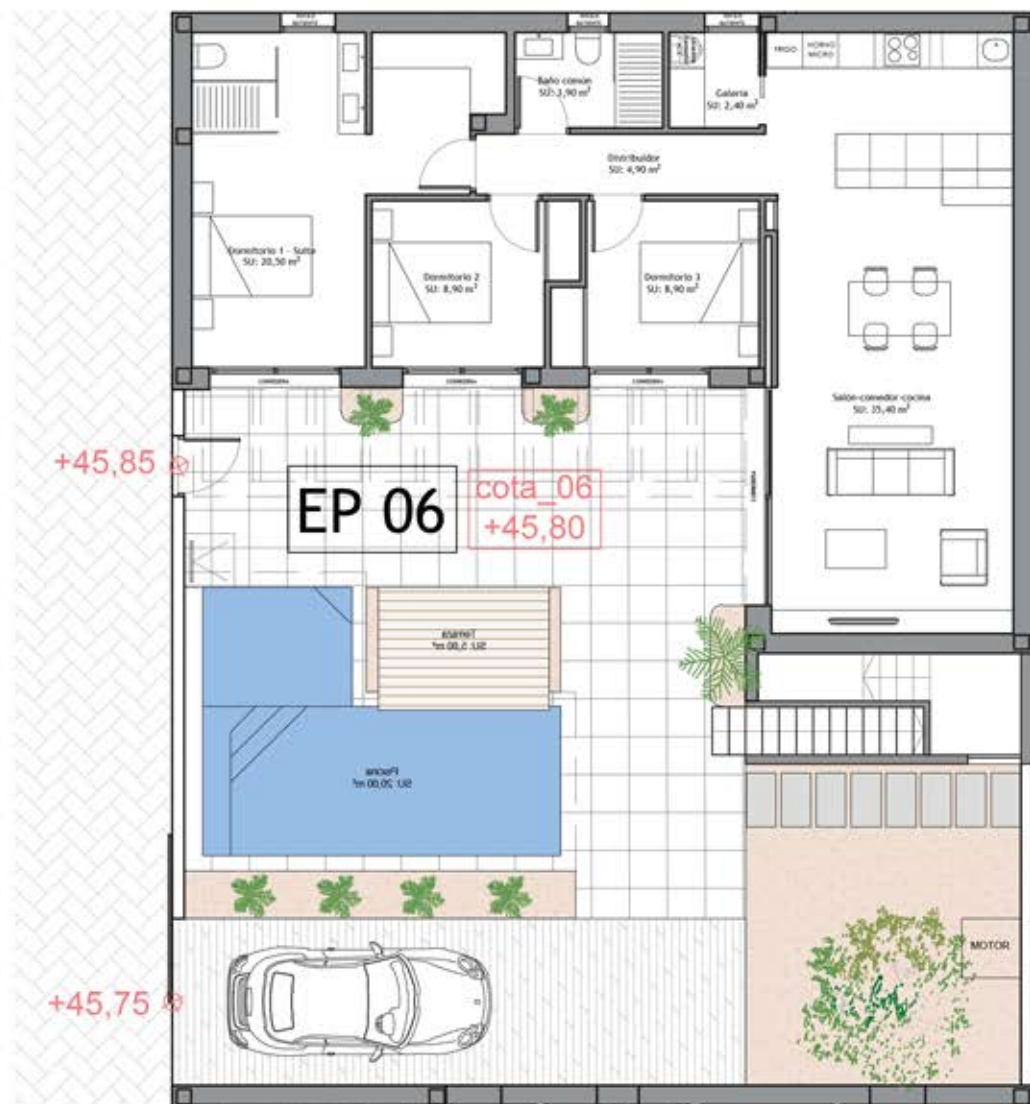 FRIGO
HORNO
MICRO
Baño común
SU: 3,90 m²
Galería
SU: 2,40 m²
Distribuidor
SU: 4,90 m²
Dormitorio 1 - Suite
SU: 20,50 m²
Dormitorio 2
SU: 8,90 m²
Dormitorio 3
SU: 8,90 m²
CORREDERA
CORREDERA
CORREDERA
Salón-comedor-cocina
SU: 35,40 m²
+45,85
EP 06
cota_06
+45,80
Terraza
SU: 5,00 m²
Piscina
SU: 20,00 m²
MOTOR
+45,75